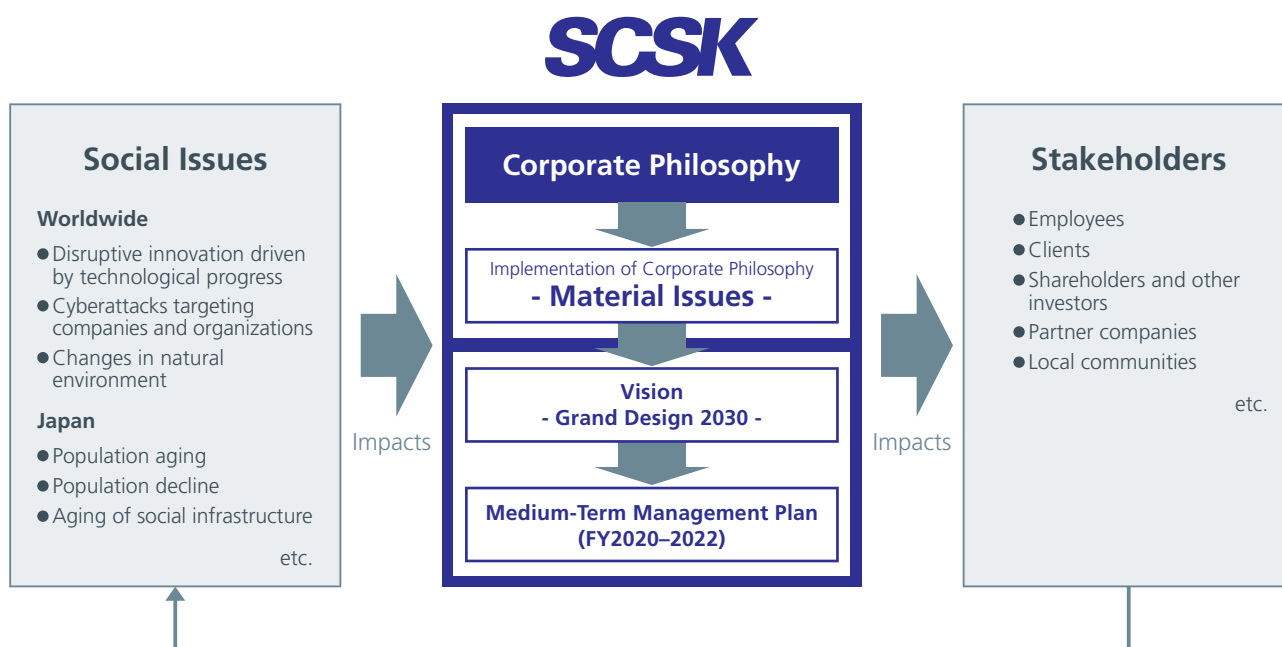 SCSK
Social Issues
Worldwide
● Disruptive innovation driven
by technological progress
● Cyberattacks targeting
companies and organizations
● Changes in natural
environment
Japan
● Population aging
● Population decline
● Aging of social infrastructure
etc.
Impacts
Corporate Philosophy
Implementation of Corporate Philosophy
- Material Issues -
Vision
- Grand Design 2030 -
Medium-Term Management Plan
(FY2020–2022)
Impacts
Stakeholders
● Employees
● Clients
● Shareholders and other
investors
● Partner companies
● Local communities
etc.